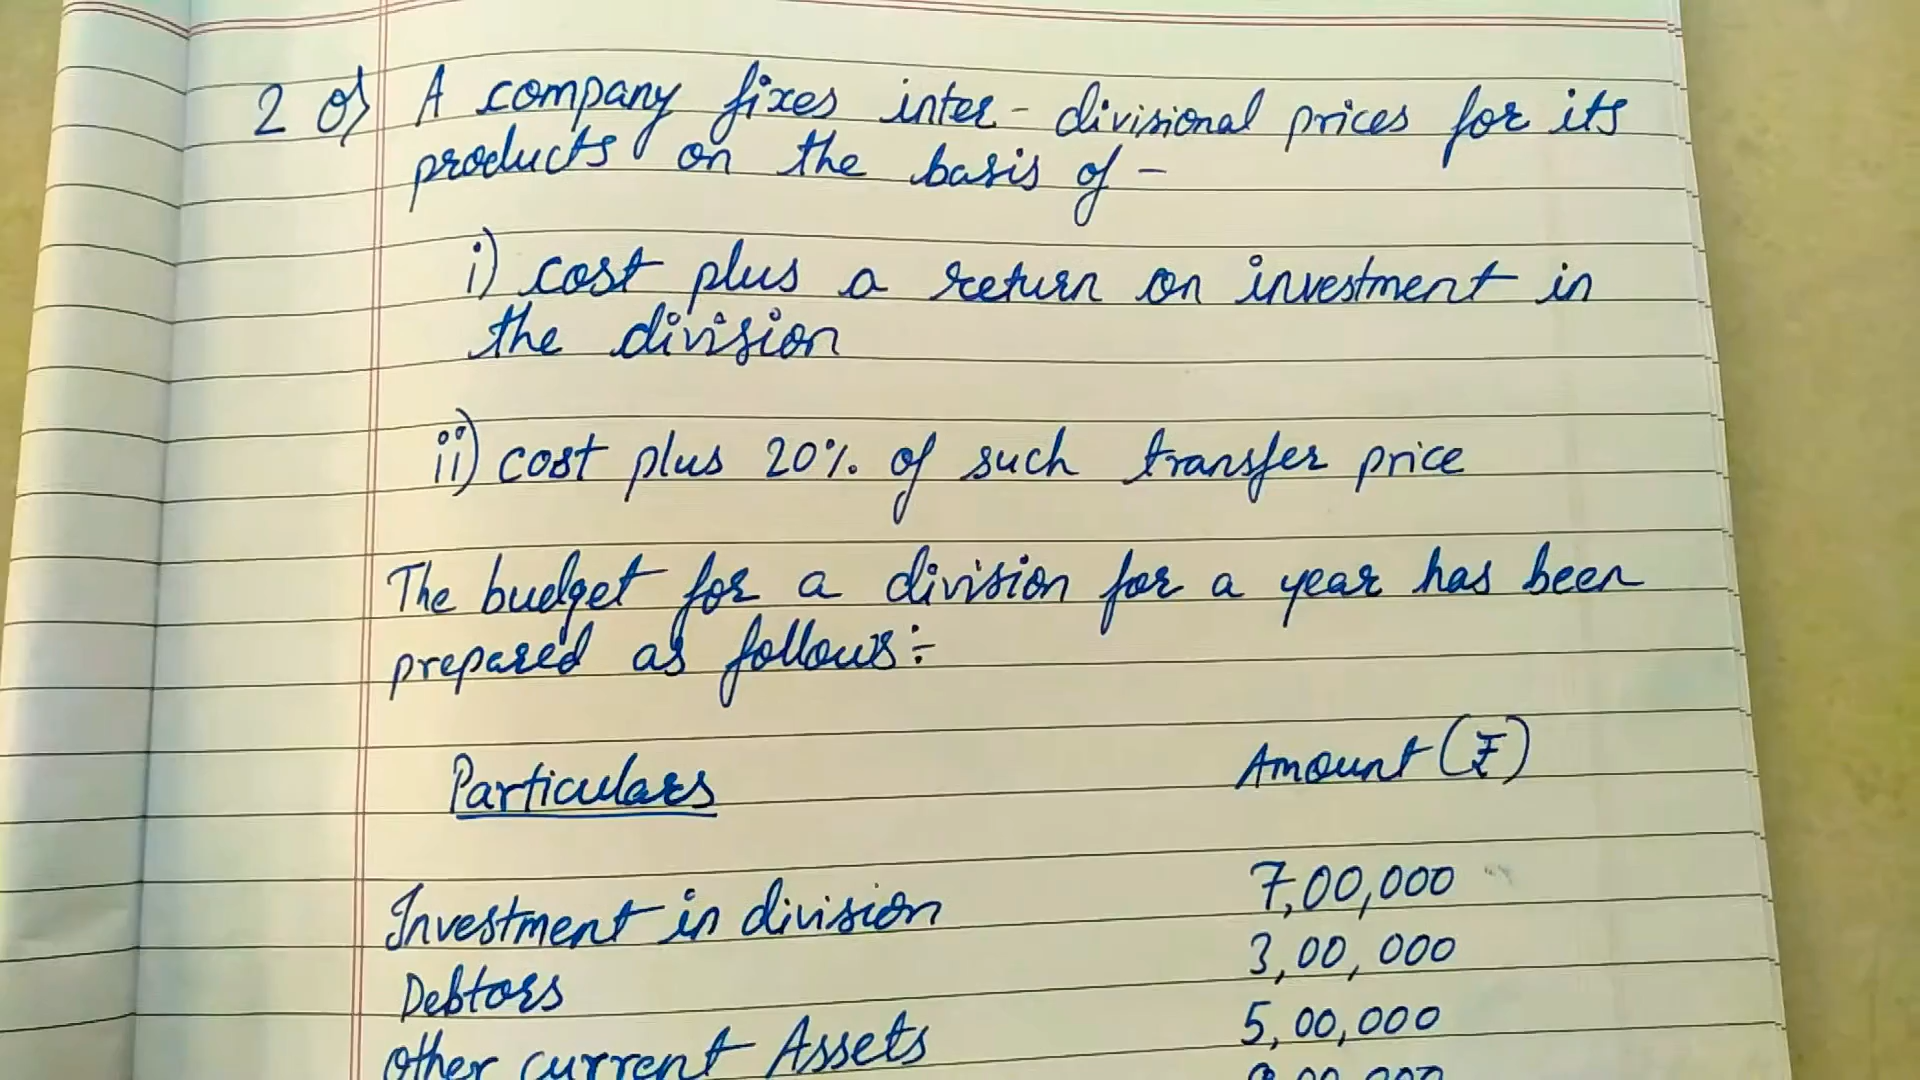 2 Q) A company fixes inter - divisional prices for its
products on the basis of -
i) cost plus a return on investment in
the division
ii) cost plus 20% of such transfer price
The budget for a division for a year has been
prepared as follows:-
Particulars Amount (₹)
Investment in division 7,00,000
Debtors 3,00,000
Other current Assets 5,00,000